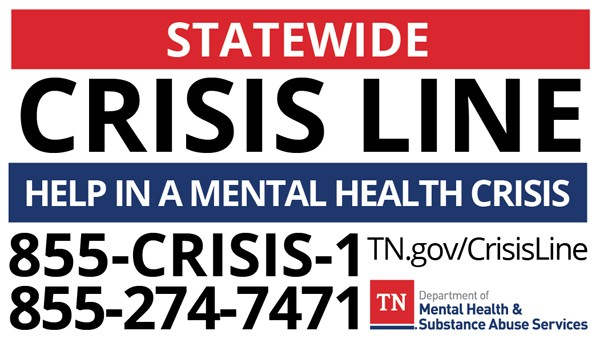 STATEWIDE
CRISIS LINE
HELP IN A MENTAL HEALTH CRISIS
855-CRISIS-1
TN.gov/CrisisLine
855-274-7471
TN
Department of
Mental Health &
Substance Abuse Services